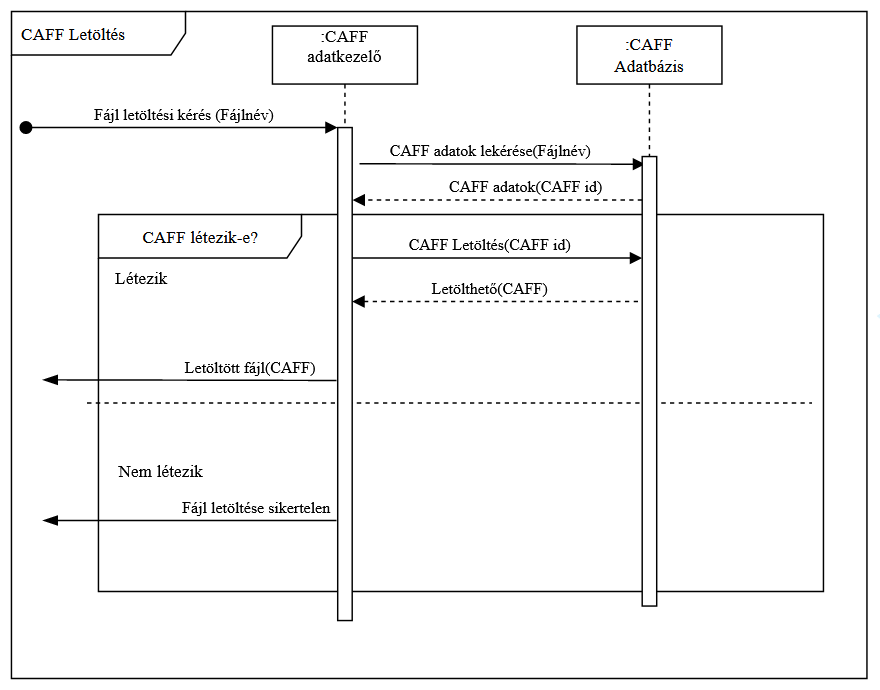 CAFF Letöltés
:CAFF
adatkezelő
:CAFF
Adatbázis
Fájl letöltési kérés (Fájlnév)
CAFF adatok lekérése(Fájlnév)
CAFF adatok(CAFF id)
CAFF létezik-e?
CAFF Letöltés(CAFF id)
Létezik
Letölthető(CAFF)
Letöltött fájl(CAFF)
Nem létezik
Fájl letöltése sikertelen